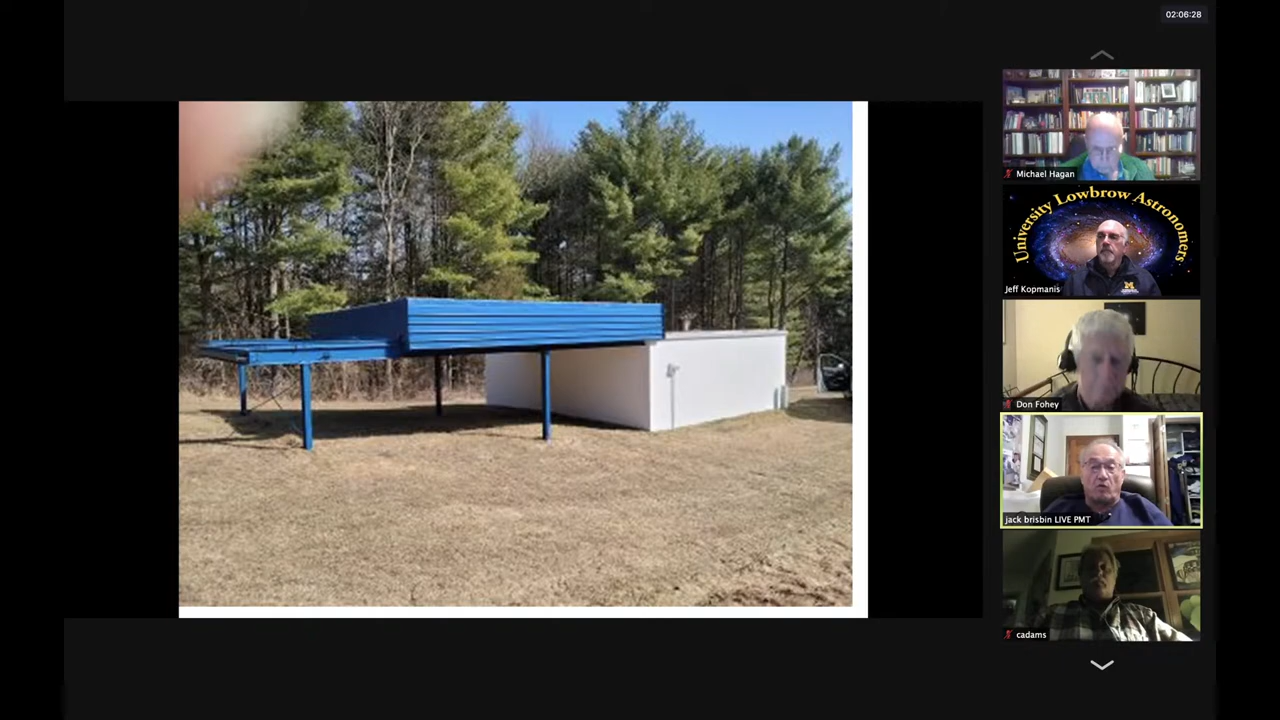 02:06:28
Michael Hagan
University Lowbrow Astronomers
Jeff Kopmanis
M
Don Fohey
jack brisbin LIVE PMT
cadams